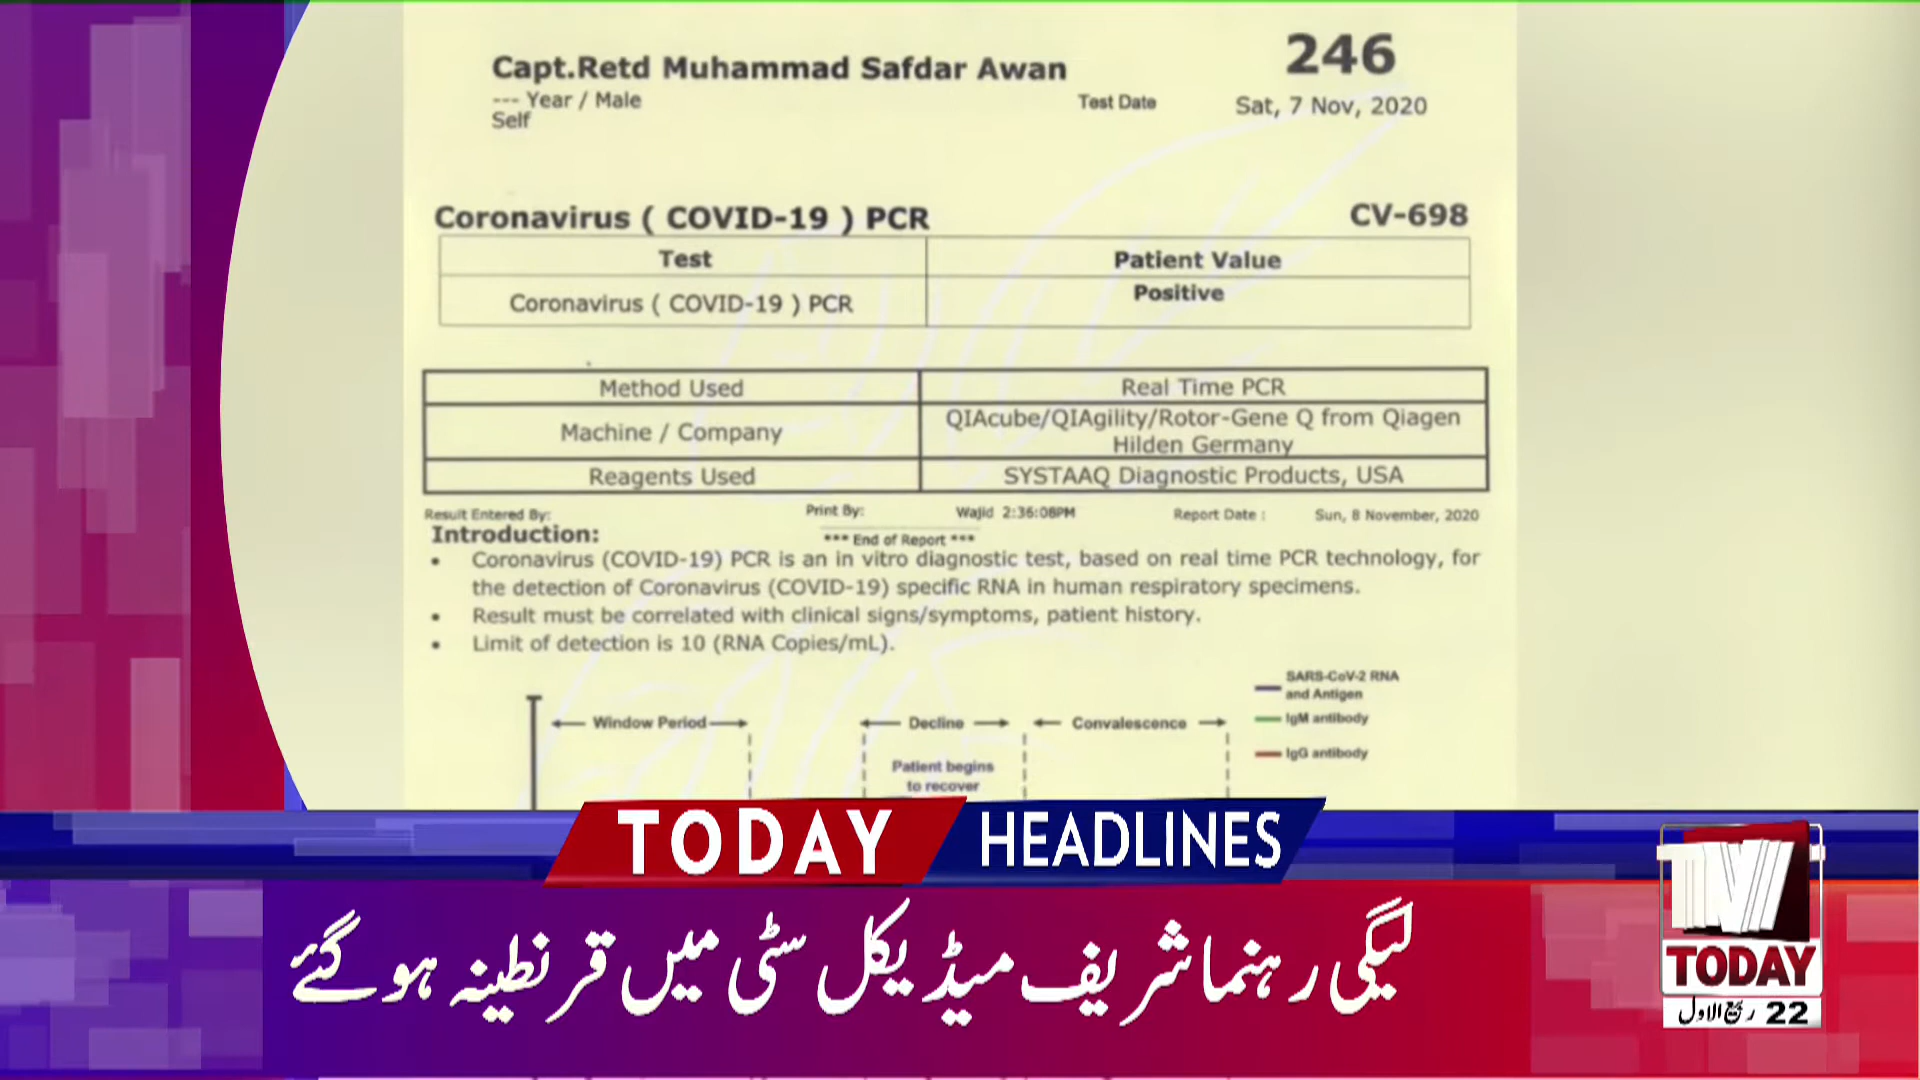 Capt.Retd Muhammad Safdar Awan
246
--- Year / Male
Test Date
Sat, 7 Nov, 2020
Self
Coronavirus ( COVID-19 ) PCR
CV-698
Test
Patient Value
Coronavirus ( COVID-19 ) PCR
Positive
Method Used
Real Time PCR
Machine / Company
QIAcube/QIAgility/Rotor-Gene Q from Qiagen
Hilden Germany
Reagents Used
SYSTAAQ Diagnostic Products, USA
Result Entered By:
Print By:
Wajid 2:36:08PM
Report Date :
Sun, 8 November, 2020
*** End of Report ***
Introduction:
• Coronavirus (COVID-19) PCR is an in vitro diagnostic test, based on real time PCR technology, for
the detection of Coronavirus (COVID-19) specific RNA in human respiratory specimens.
• Result must be correlated with clinical signs/symptoms, patient history.
• Limit of detection is 10 (RNA Copies/mL).
Window Period
Decline
Convalescence
Patient begins
to recover
SARS-CoV-2 RNA
and Antigen
IgM antibody
IgG antibody
TODAY HEADLINES
لیگی رہنما شریف میڈیکل سٹی میں قرنطینہ ہو گئے
TV
TODAY
22 ربیع الاول